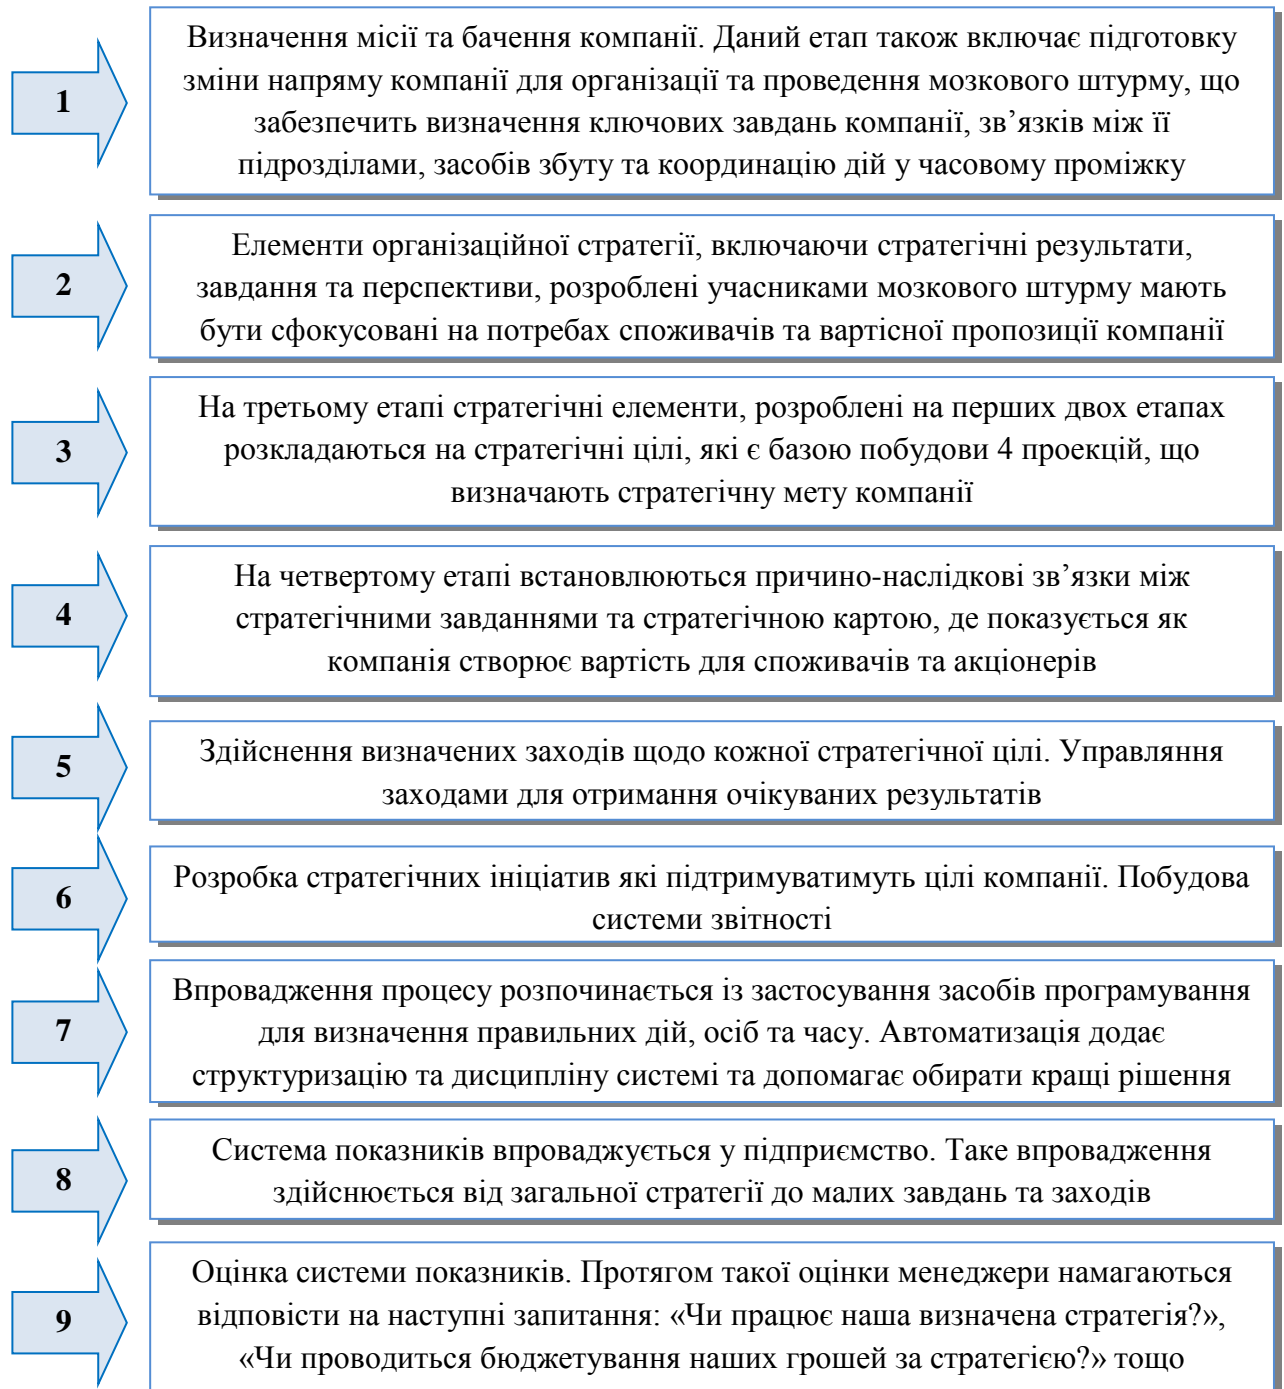 1
Визначення місії та бачення компанії. Даний етап також включає підготовку
зміни напряму компанії для організації та проведення мозкового штурму, що
забезпечить визначення ключових завдань компанії, зв’язків між її
підрозділами, засобів збуту та координацію дій у часовому проміжку
2
Елементи організаційної стратегії, включаючи стратегічні результати,
завдання та перспективи, розроблені учасниками мозкового штурму мають
бути сфокусовані на потребах споживачів та вартісної пропозиції компанії
3
На третьому етапі стратегічні елементи, розроблені на перших двох етапах
розкладаються на стратегічні цілі, які є базою побудови 4 проекцій, що
визначають стратегічну мету компанії
4
На четвертому етапі встановлюються причино-наслідкові зв’язки між
стратегічними завданнями та стратегічною картою, де показується як
компанія створює вартість для споживачів та акціонерів
5
Здійснення визначених заходів щодо кожної стратегічної цілі. Управляння
заходами для отримання очікуваних результатів
6
Розробка стратегічних ініціатив які підтримуватимуть цілі компанії. Побудова
системи звітності
7
Впровадження процесу розпочинається із застосування засобів програмування
для визначення правильних дій, осіб та часу. Автоматизація додає
структуризацію та дисципліну системі та допомагає обирати кращі рішення
8
Система показників впроваджується у підприємство. Таке впровадження
здійснюється від загальної стратегії до малих завдань та заходів
9
Оцінка системи показників. Протягом такої оцінки менеджери намагаються
відповісти на наступні запитання: «Чи працює наша визначена стратегія?»,
«Чи проводиться бюджетування наших грошей за стратегією?» тощо